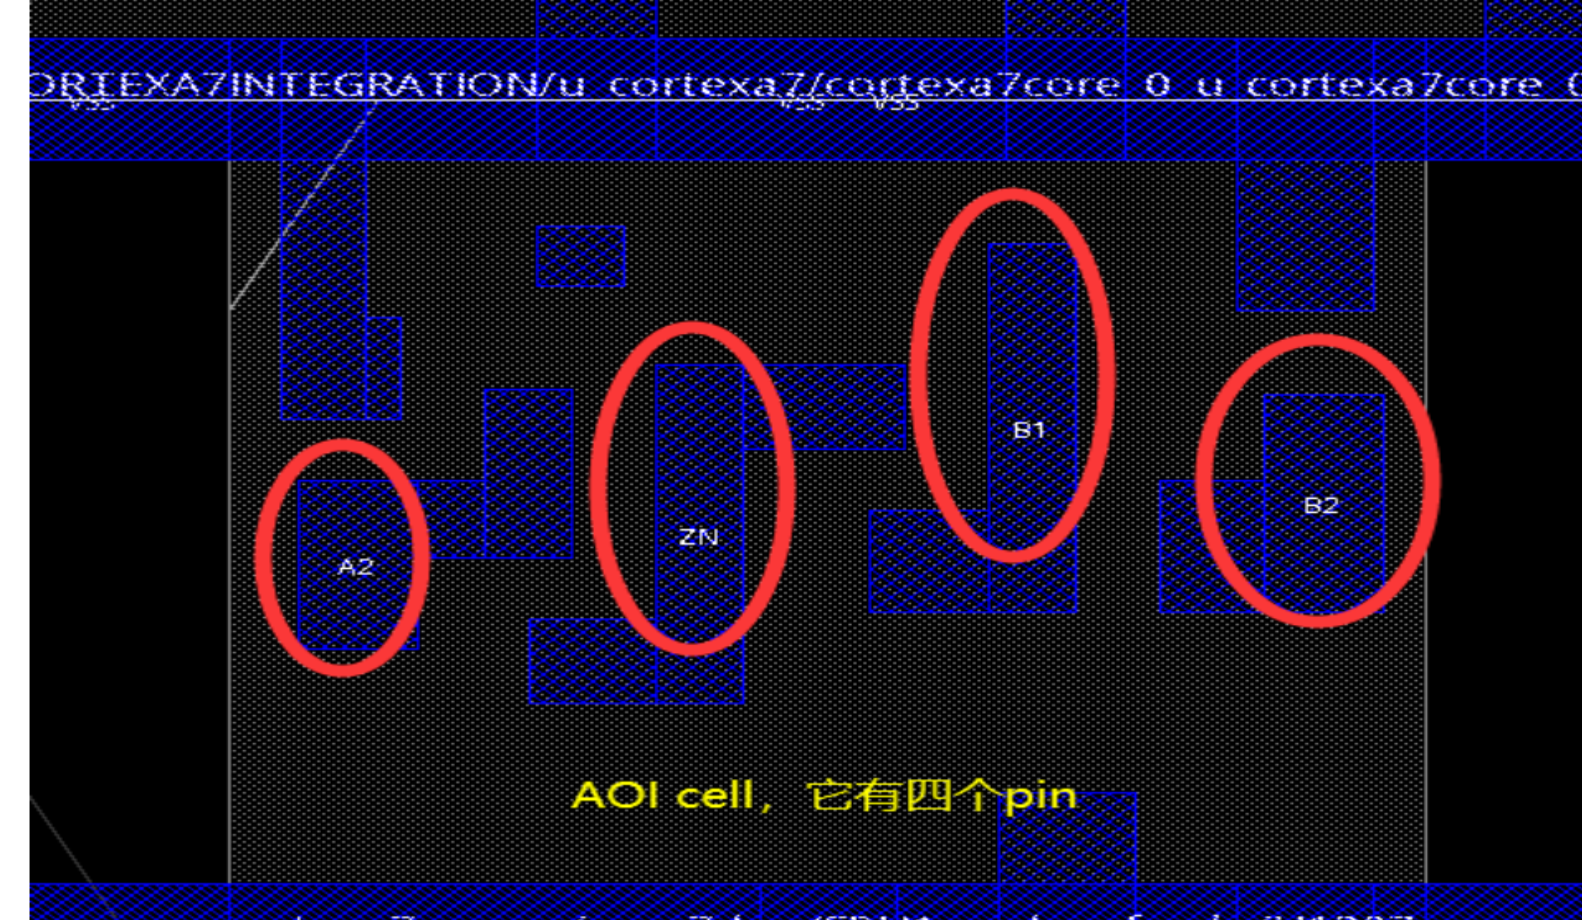 ORTEXA7INTEGRATION/u cortexa7/cortexa7core 0 u cortexa7core
VSS VSS VSS
B1
B2
ZN
A2
AOI cell，它有四个pin